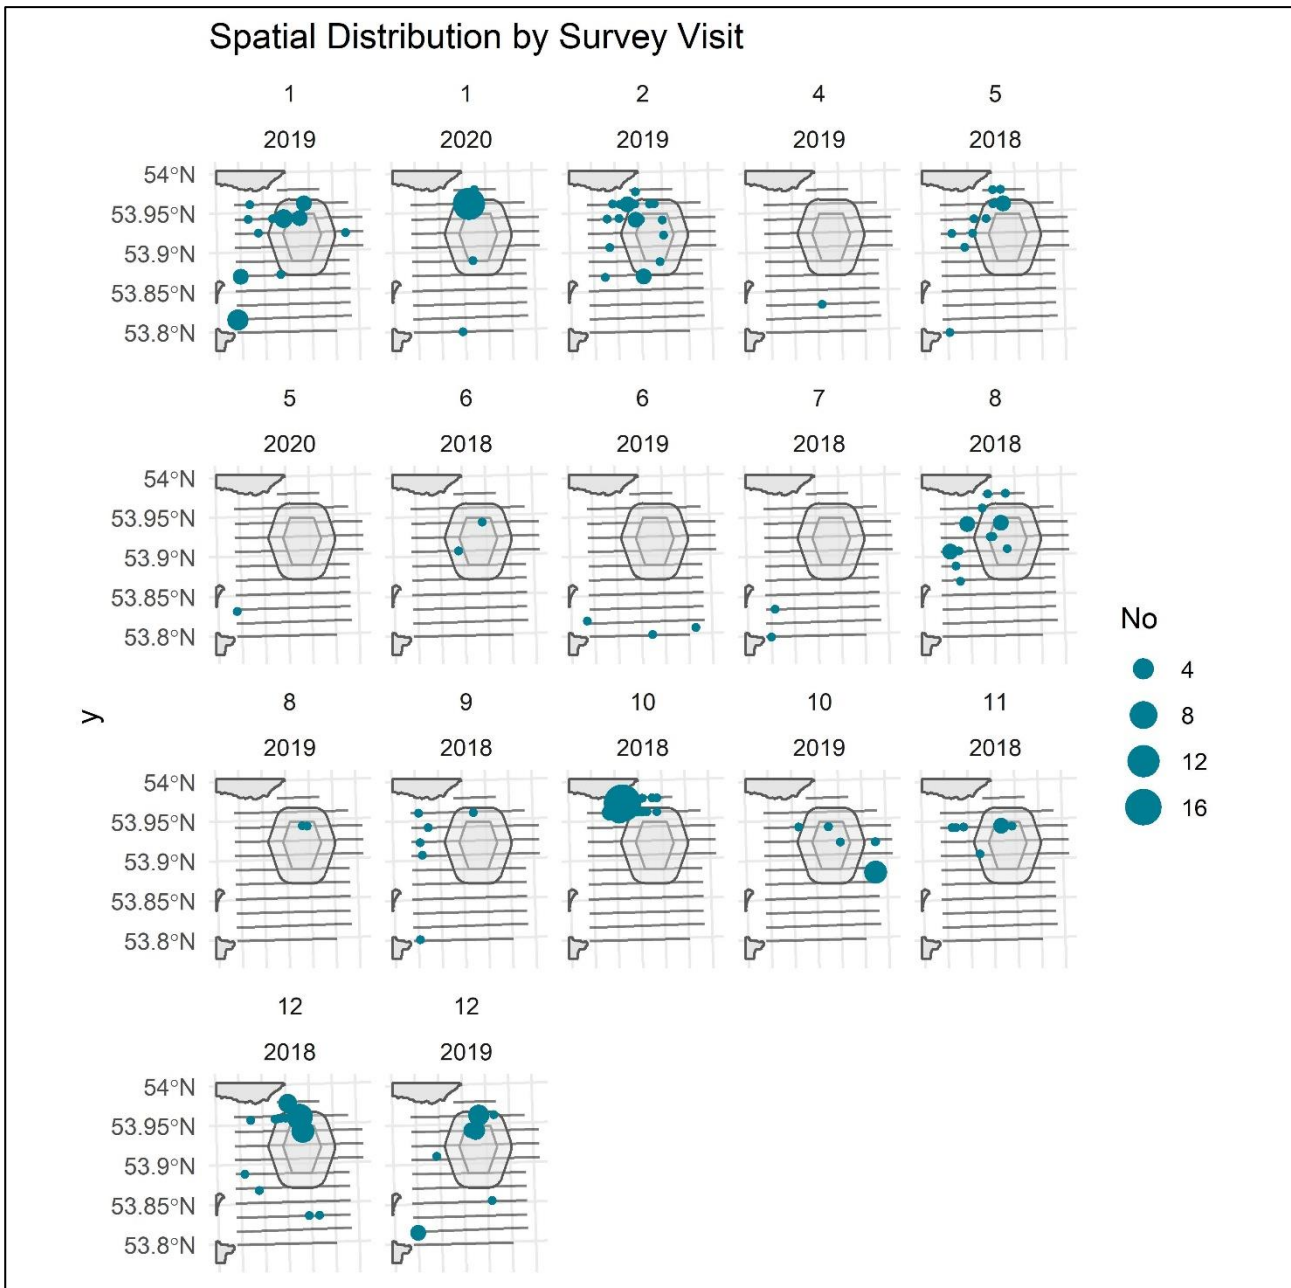 Spatial Distribution by Survey Visit
1 1 2 4 5
2019 2020 2019 2019 2018
54°N
53.95°N
53.9°N
53.85°N
53.8°N
5 6 6 7 8
2020 2018 2019 2018 2018
54°N
53.95°N
53.9°N
53.85°N
53.8°N
No
4
8
12
16
y
8 9 10 10 11
2019 2018 2018 2019 2018
54°N
53.95°N
53.9°N
53.85°N
53.8°N
12 12
2018 2019
54°N
53.95°N
53.9°N
53.85°N
53.8°N